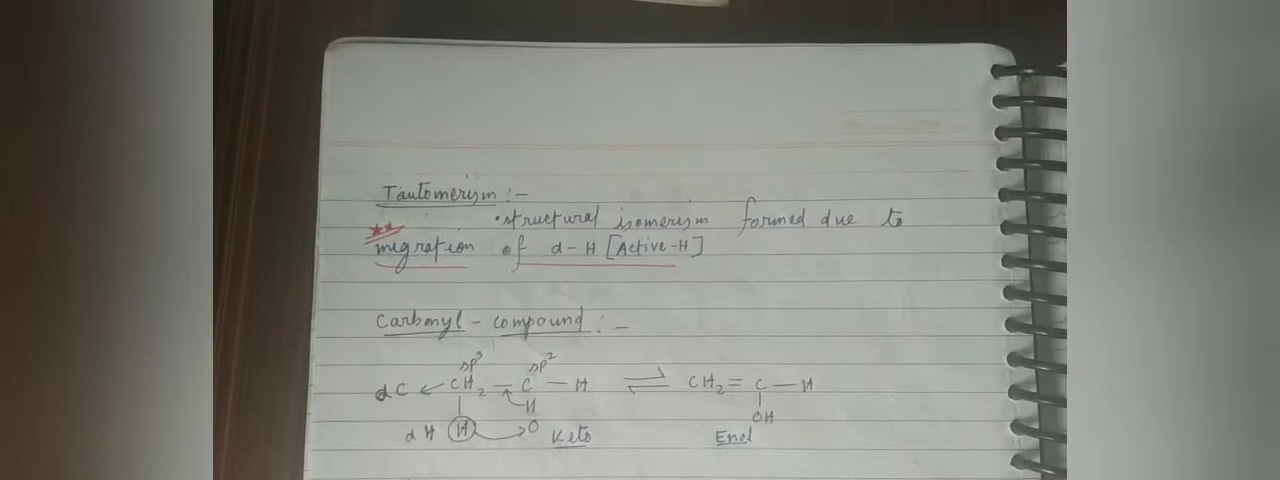 Tautomerism :-
• structural isomerism formed due to
migration of α-H [Active-H]
Carbonyl - compound : -
sp³ sp²
αC ← CH₂ - C - H ⇌ CH₂ = C - H
H OH
α H H O Keto Enol